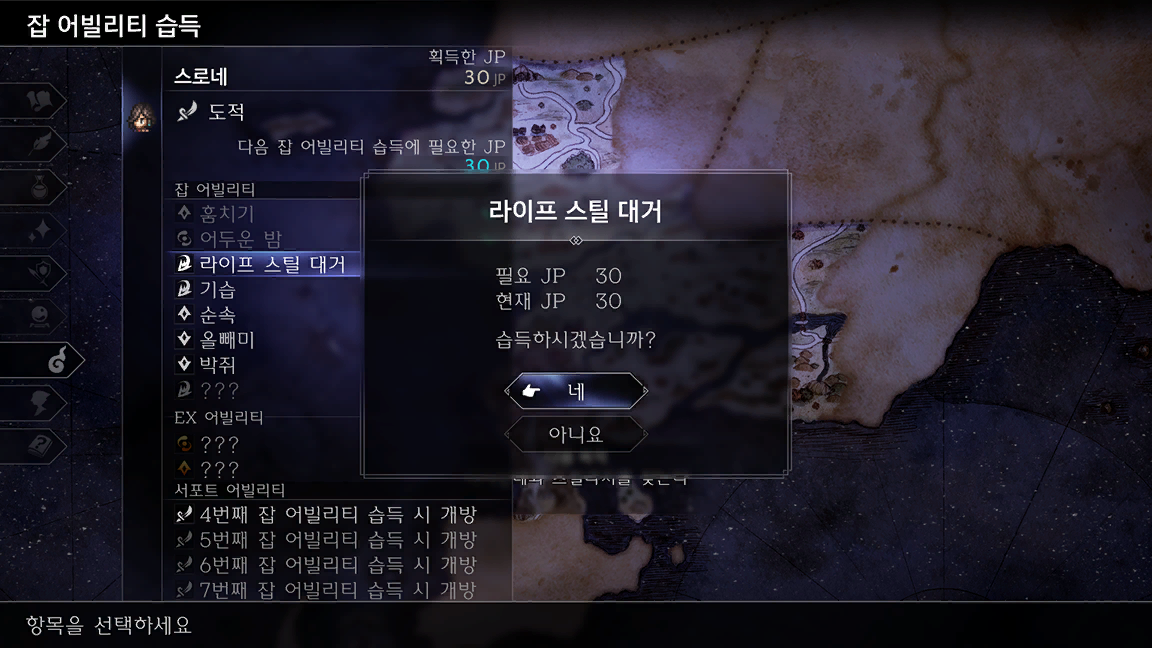 잡 어빌리티 습득
획득한 JP
스로네
30 JP
도적
다음 잡 어빌리티 습득에 필요한 JP
30 JP
잡 어빌리티
훔치기
어두운 밤
라이프 스틸 대거
기습
순속
올빼미
박쥐
???
EX 어빌리티
???
???
서포트 어빌리티
4번째 잡 어빌리티 습득 시 개방
5번째 잡 어빌리티 습득 시 개방
6번째 잡 어빌리티 습득 시 개방
7번째 잡 어빌리티 습득 시 개방
라이프 스틸 대거
필요 JP 30
현재 JP 30
습득하시겠습니까?
네
아니요
항목을 선택하세요